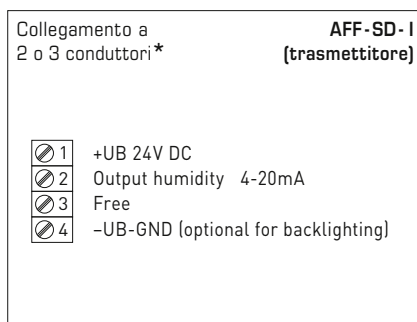 Collegamento a
2 o 3 conduttori*
AFF-SD-I
(trasmettitore)
1 +UB 24V DC
2 Output humidity 4-20mA
3 Free
4 –UB-GND (optional for backlighting)